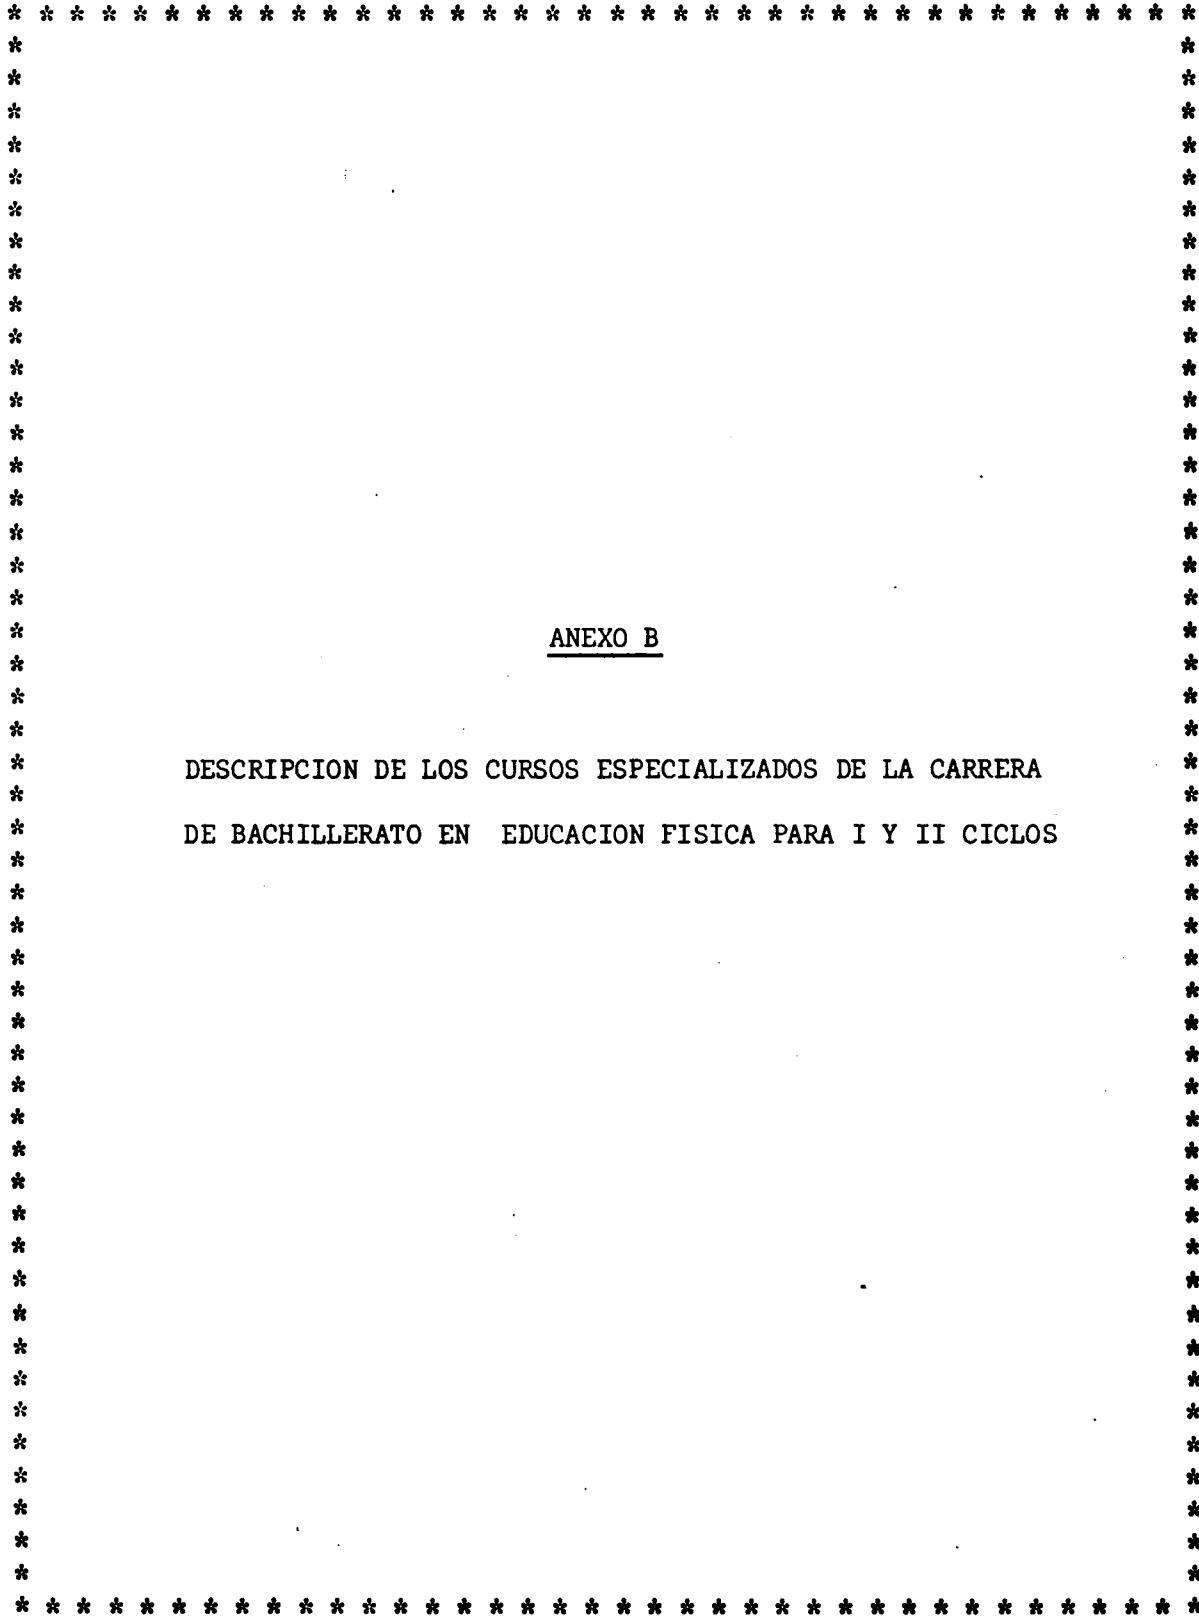 ANEXO B
DESCRIPCION DE LOS CURSOS ESPECIALIZADOS DE LA CARRERA
DE BACHILLERATO EN EDUCACION FISICA PARA I Y II CICLOS